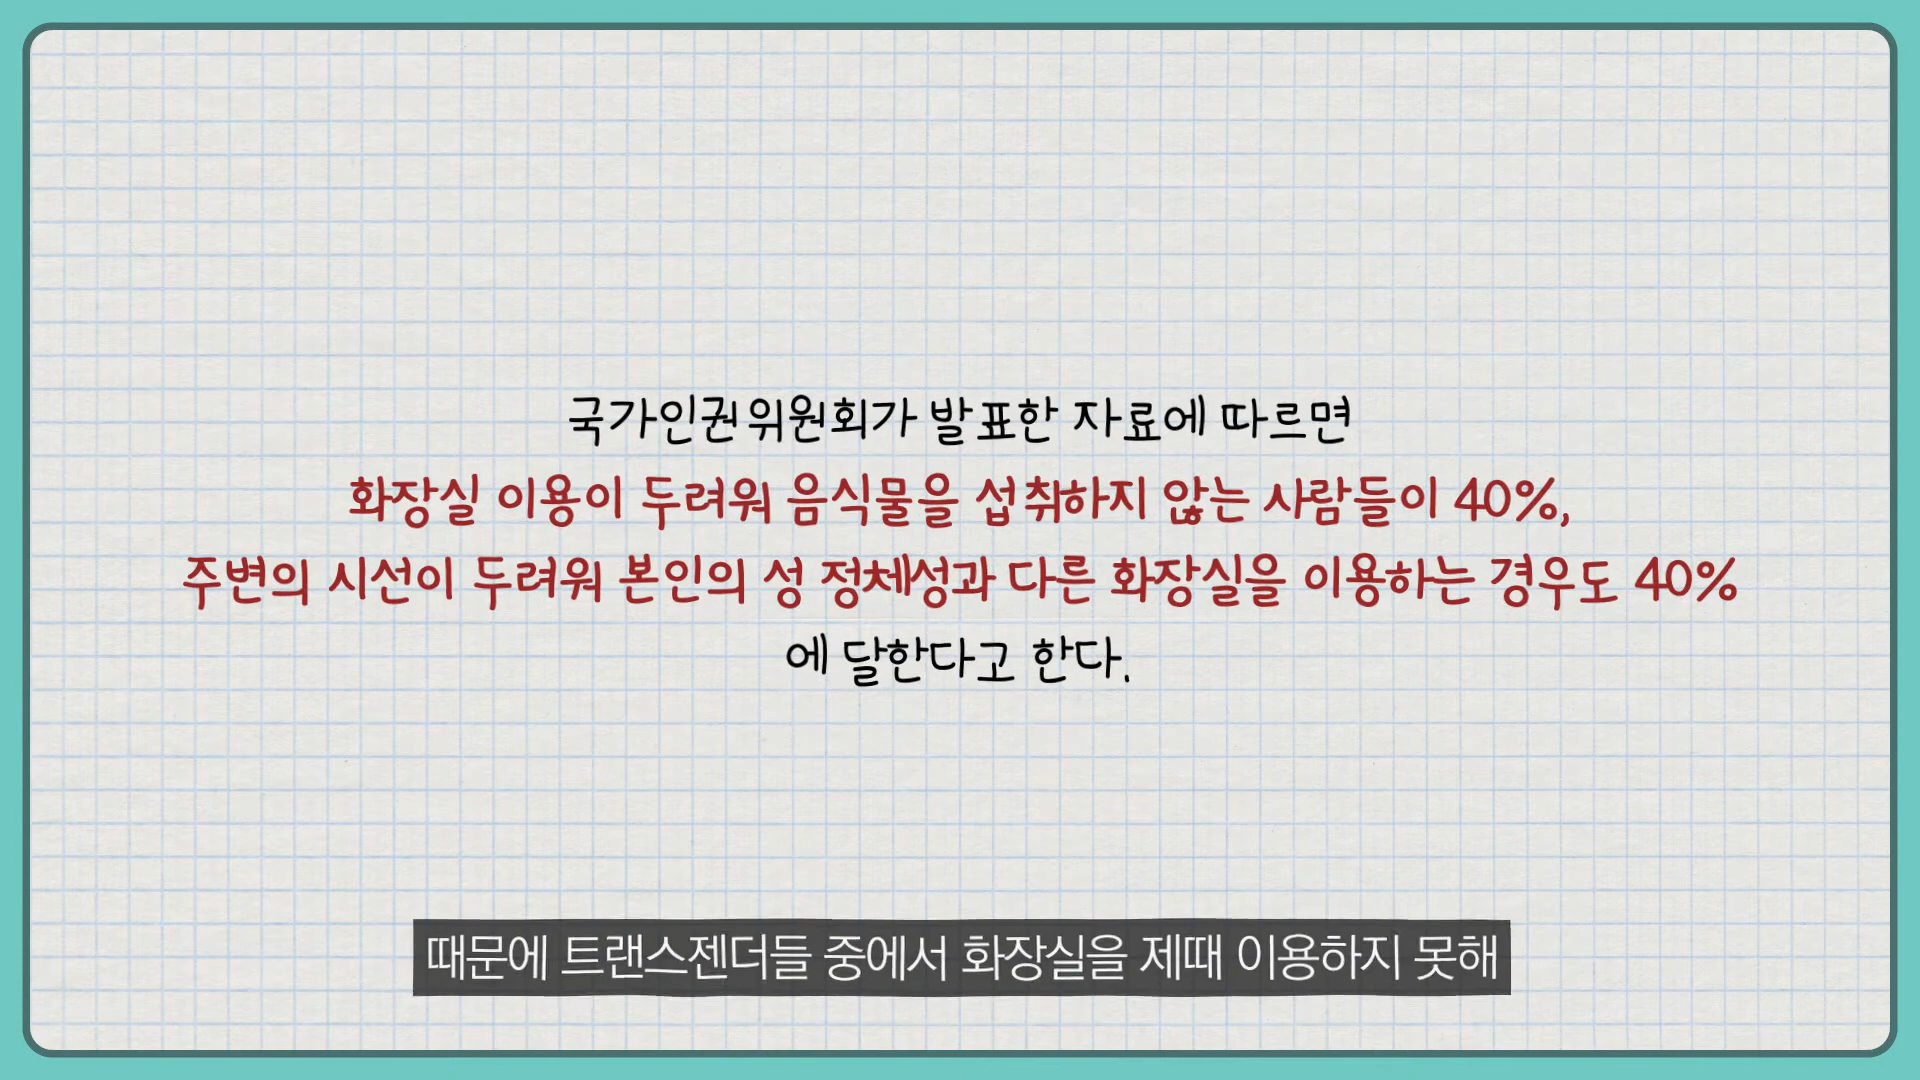 국가인권위원회가 발표한 자료에 따르면
화장실 이용이 두려워 음식물을 섭취하지 않는 사람들이 40%,
주변의 시선이 두려워 본인의 성 정체성과 다른 화장실을 이용하는 경우도 40%
에 달한다고 한다.
때문에 트랜스젠더들 중에서 화장실을 제때 이용하지 못해